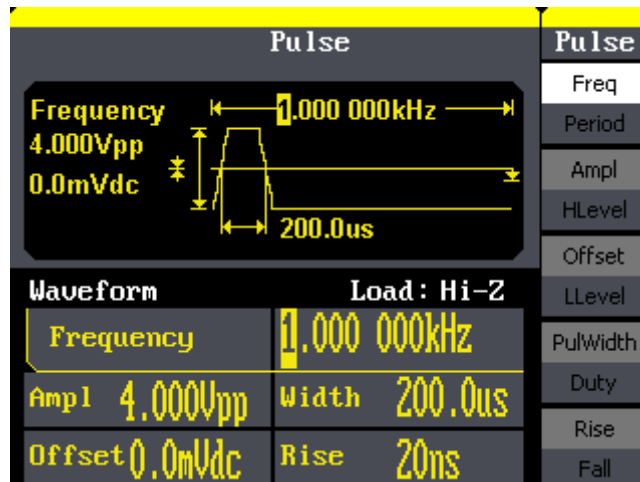 Pulse
Frequency 1.000 000kHz
4.000Vpp
0.0mVdc
200.0us
Waveform Load: Hi-Z
Frequency 1.000 000kHz
Ampl 4.000Vpp Width 200.0us
Offset 0.0mVdc Rise 20ns
Pulse
Freq
Period
Ampl
HLevel
Offset
LLevel
PulWidth
Duty
Rise
Fall